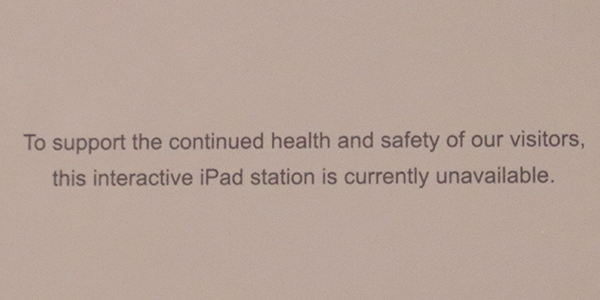 To support the continued health and safety of our visitors,
this interactive iPad station is currently unavailable.